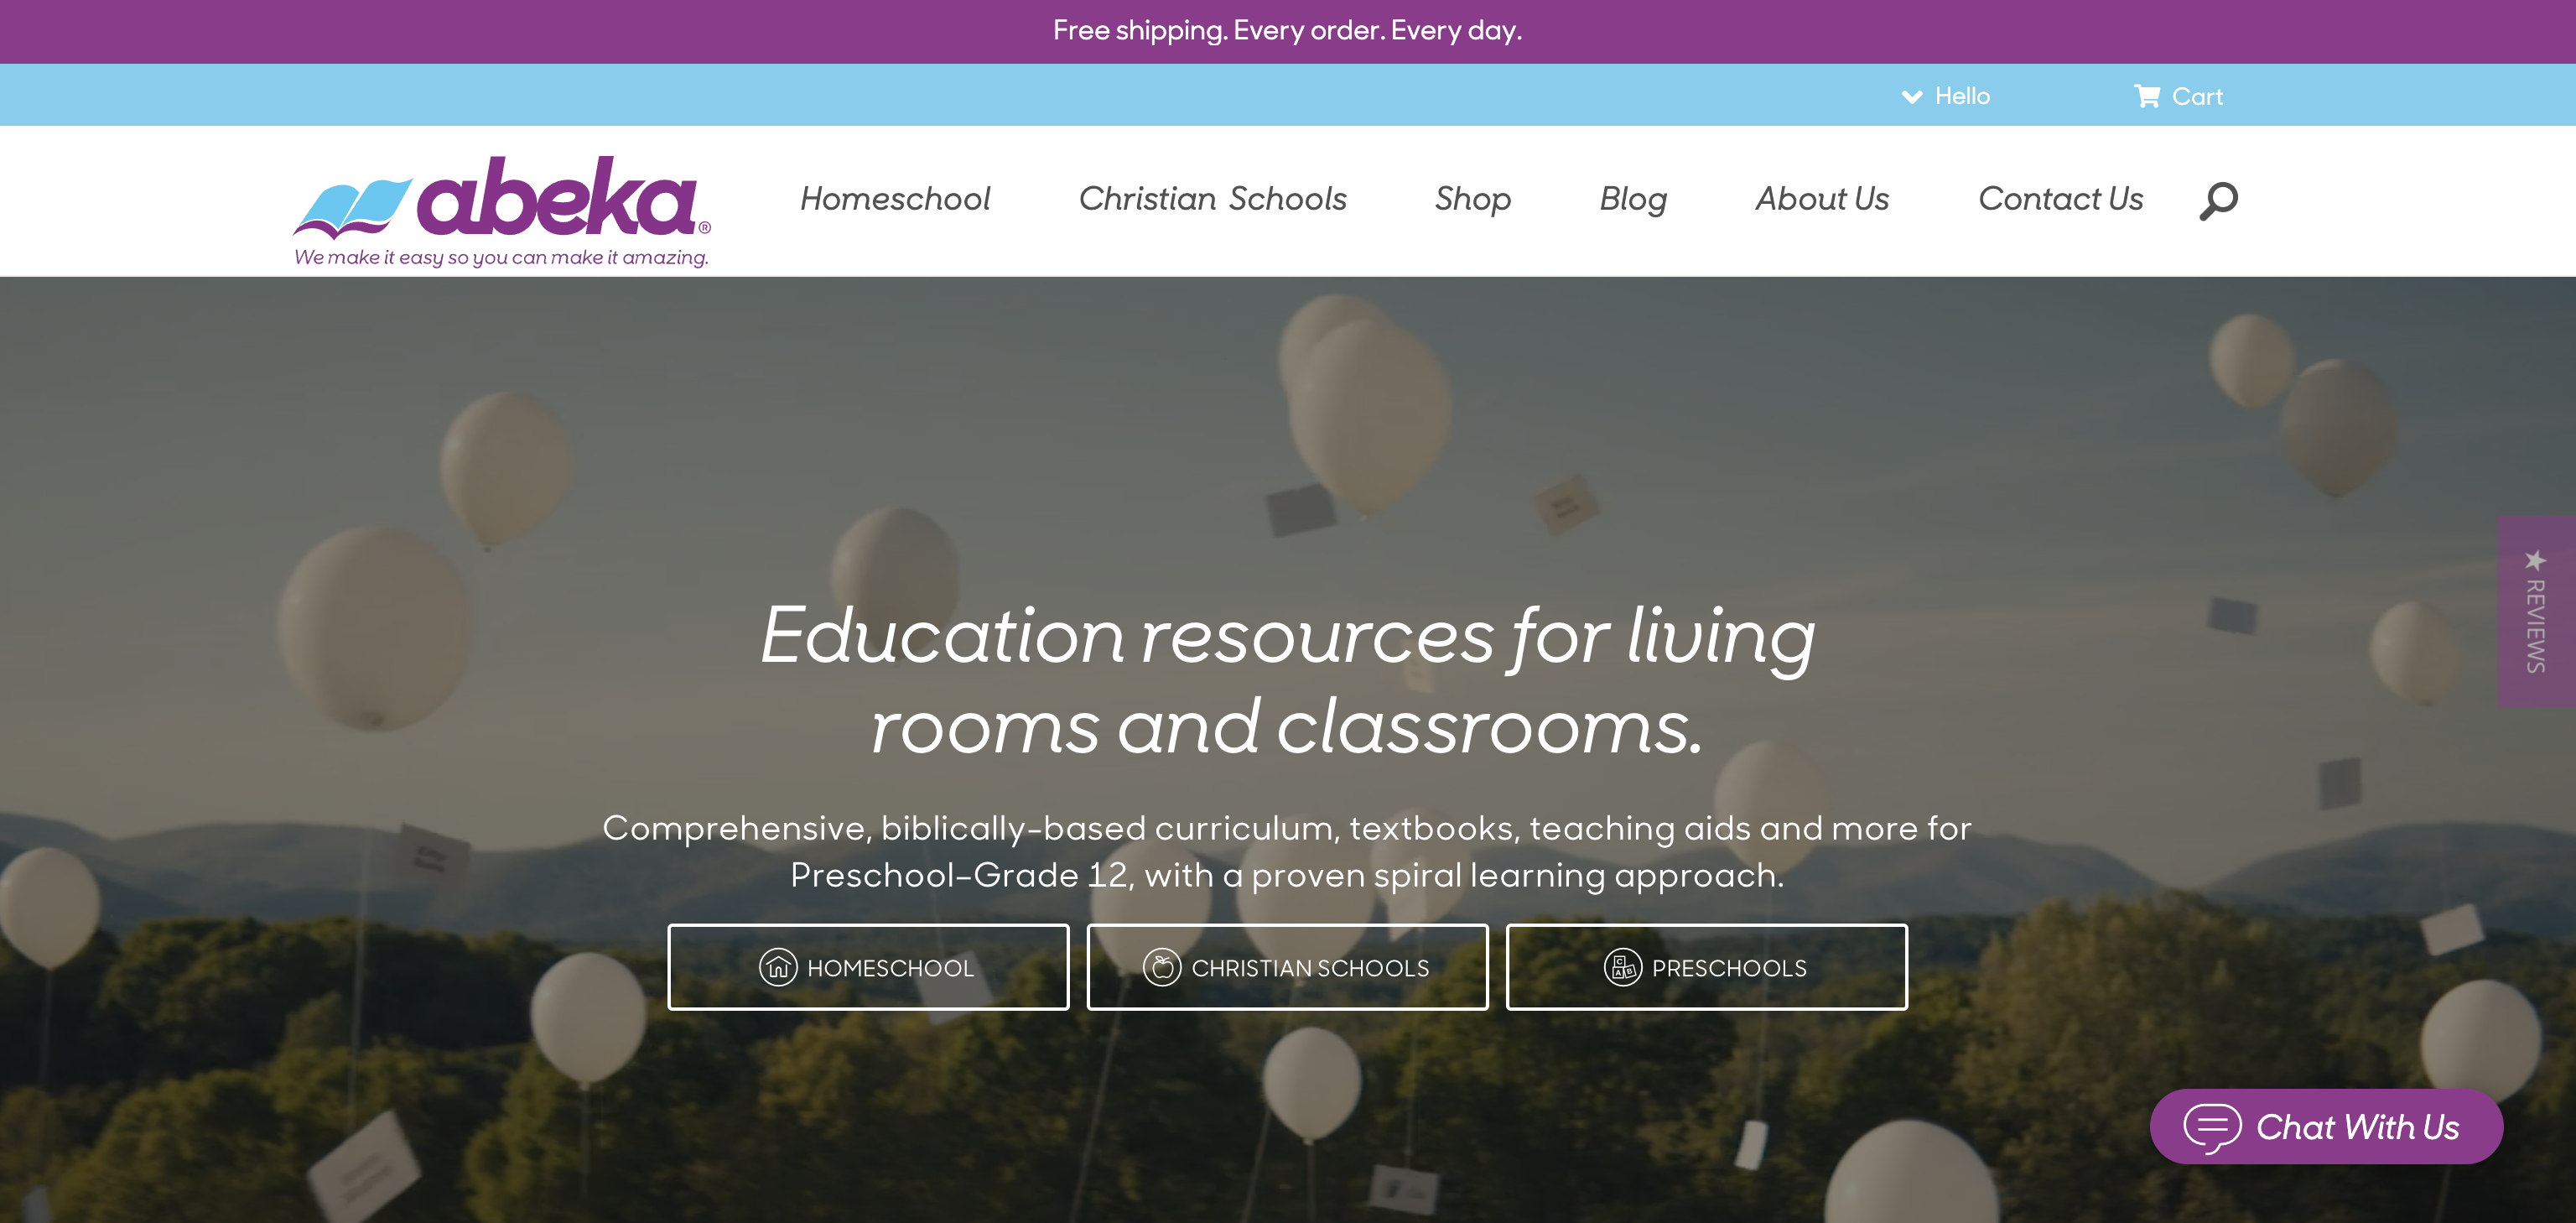 Free shipping. Every order. Every day.
Hello
Cart
abeka®
We make it easy so you can make it amazing.
Homeschool
Christian Schools
Shop
Blog
About Us
Contact Us
★ REVIEWS
Education resources for living
rooms and classrooms.
Comprehensive, biblically-based curriculum, textbooks, teaching aids and more for
Preschool–Grade 12, with a proven spiral learning approach.
HOMESCHOOL
CHRISTIAN SCHOOLS
PRESCHOOLS
Chat With Us